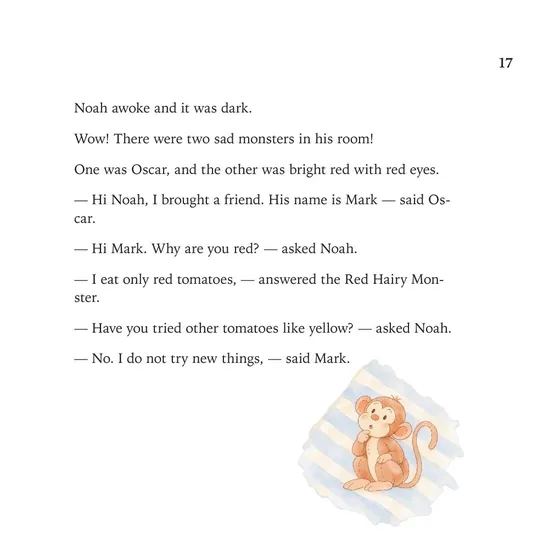 17
Noah awoke and it was dark.
Wow! There were two sad monsters in his room!
One was Oscar, and the other was bright red with red eyes.
— Hi Noah, I brought a friend. His name is Mark — said Os-
car.
— Hi Mark. Why are you red? — asked Noah.
— I eat only red tomatoes, — answered the Red Hairy Mon-
ster.
— Have you tried other tomatoes like yellow? — asked Noah.
— No. I do not try new things, — said Mark.